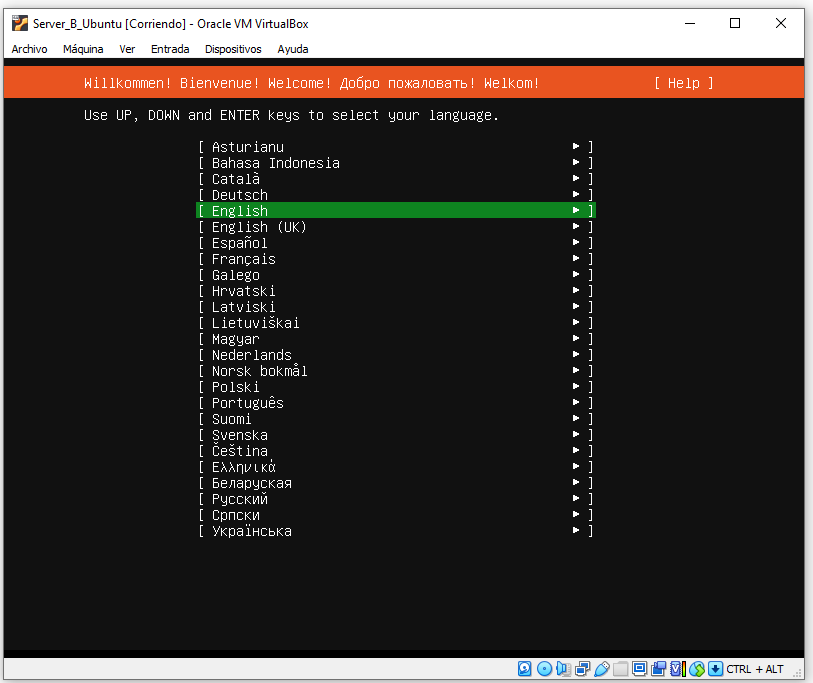 Server_B_Ubuntu [Corriendo] - Oracle VM VirtualBox
Archivo Máquina Ver Entrada Dispositivos Ayuda
Willkommen! Bienvenue! Welcome! Добро пожаловать! Welkom! [ Help ]
Use UP, DOWN and ENTER keys to select your language.
[ Asturianu ▸ ]
[ Bahasa Indonesia ▸ ]
[ Català ▸ ]
[ Deutsch ▸ ]
[ English ▸ ]
[ English (UK) ▸ ]
[ Español ▸ ]
[ Français ▸ ]
[ Galego ▸ ]
[ Hrvatski ▸ ]
[ Latviski ▸ ]
[ Lietuviškai ▸ ]
[ Magyar ▸ ]
[ Nederlands ▸ ]
[ Norsk bokmål ▸ ]
[ Polski ▸ ]
[ Português ▸ ]
[ Suomi ▸ ]
[ Svenska ▸ ]
[ Čeština ▸ ]
[ Ελληνικά ▸ ]
[ Беларуская ▸ ]
[ Русский ▸ ]
[ Српски ▸ ]
[ Українська ▸ ]
CTRL + ALT